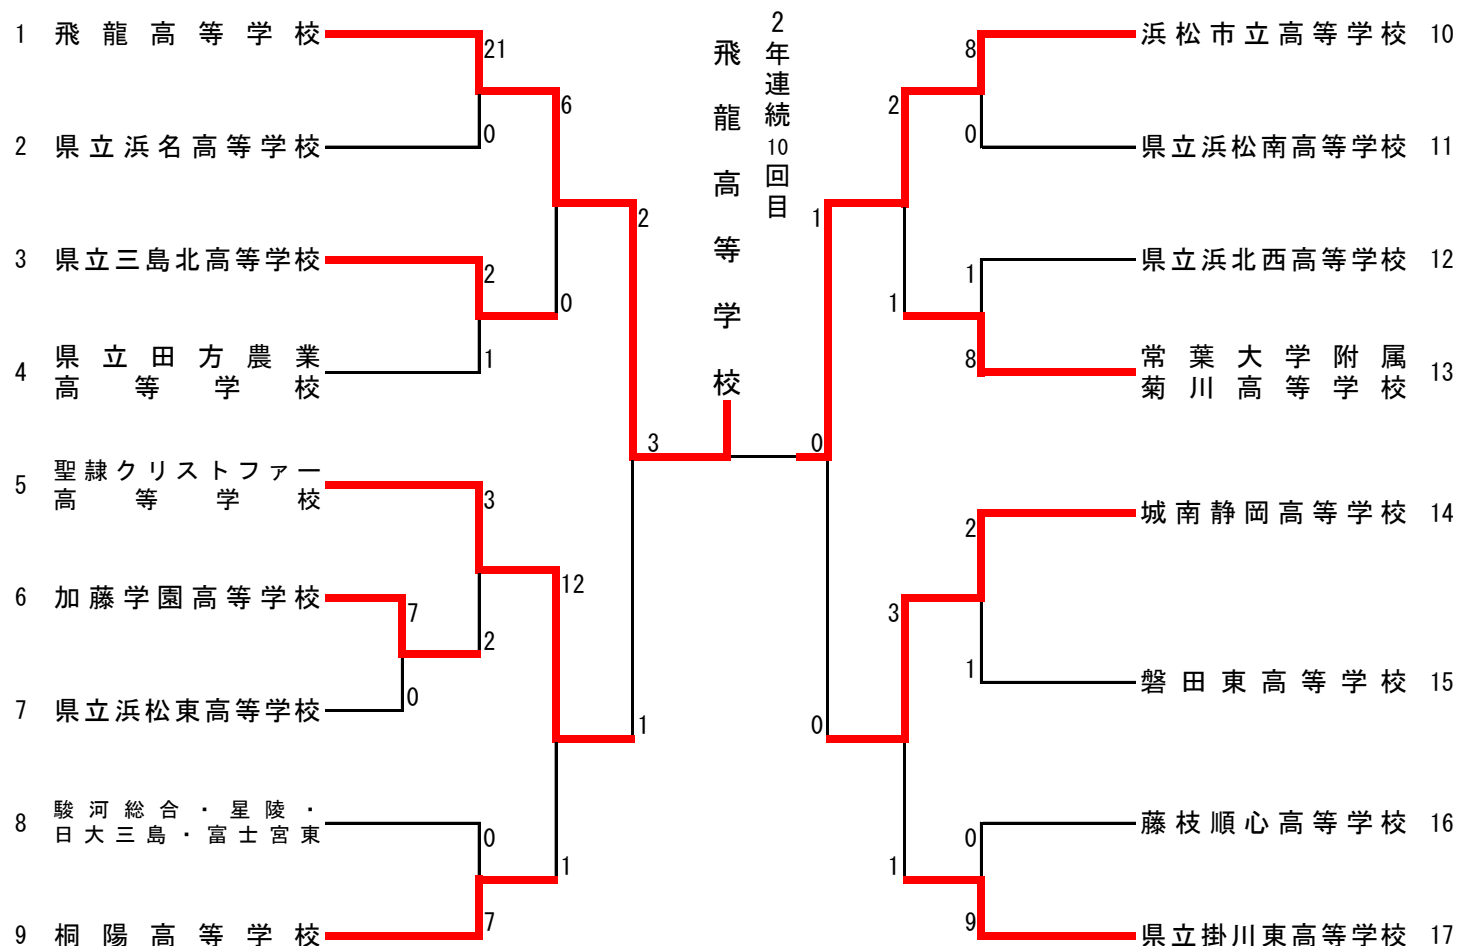 1 飛龍高等学校
21
0
2 県立浜名高等学校
6
3 県立三島北高等学校
2
1
0
4 県立田方農業
高等学校
2
5 聖隷クリストファー
高等学校
3
6 加藤学園高等学校
7
0
2
7 県立浜松東高等学校
12
8 駿河総合・星陵・
日大三島・富士宮東
0
7
1
9 桐陽高等学校
1
3
2年連続10回目
飛龍高等学校
0
浜松市立高等学校 10
8
0
県立浜松南高等学校 11
2
県立浜北西高等学校 12
1
8
1
常葉大学附属
菊川高等学校 13
1
城南静岡高等学校 14
2
1
磐田東高等学校 15
3
藤枝順心高等学校 16
0
9
1
県立掛川東高等学校 17
0